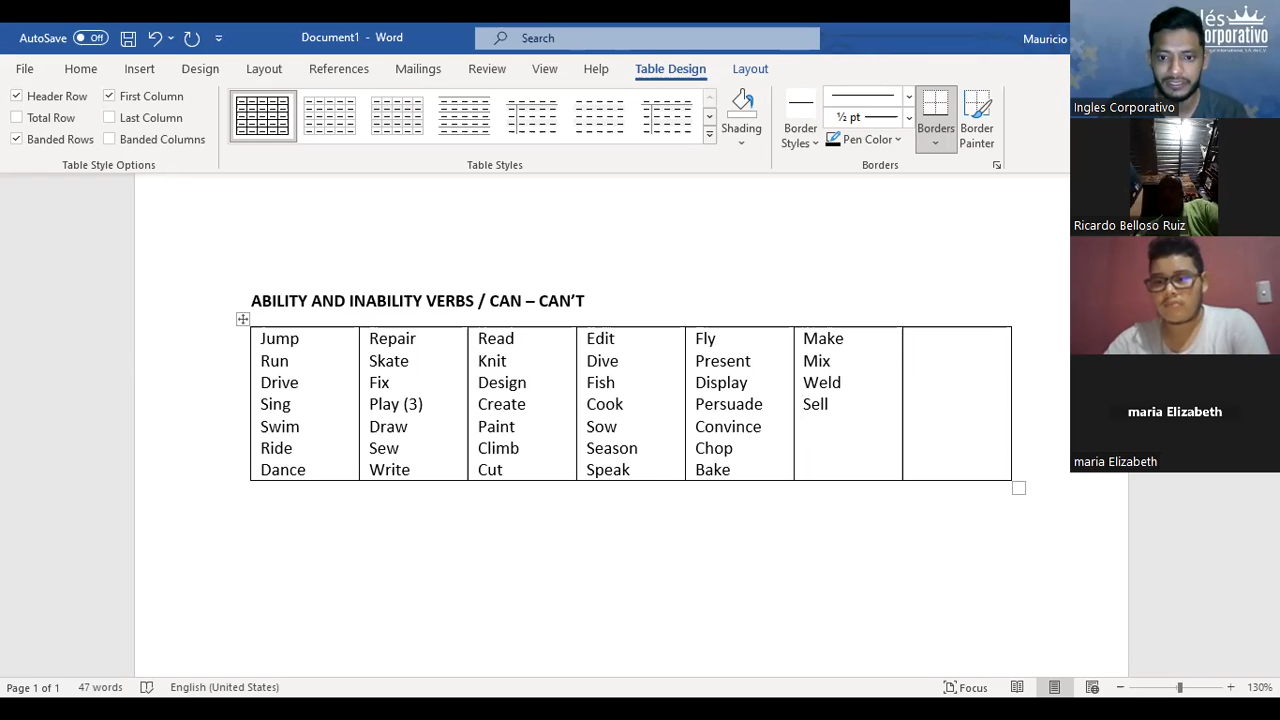 AutoSave Off Document1 - Word Search Mauricio
File Home Insert Design Layout References Mailings Review View Help Table Design Layout
Header Row First Column
Total Row Last Column
Banded Rows Banded Columns
Table Style Options
Table Styles
Shading
Border Styles
½ pt
Pen Color
Borders
Border Painter
Borders
ABILITY AND INABILITY VERBS / CAN – CAN'T
Jump Repair Read Edit Fly Make
Run Skate Knit Dive Present Mix
Drive Fix Design Fish Display Weld
Sing Play (3) Create Cook Persuade Sell
Swim Draw Paint Sow Convince
Ride Sew Climb Season Chop
Dance Write Cut Speak Bake
Page 1 of 1 47 words English (United States) Focus 130%
Ingles Corporativo
Ricardo Belloso Ruiz
maria Elizabeth
maria Elizabeth